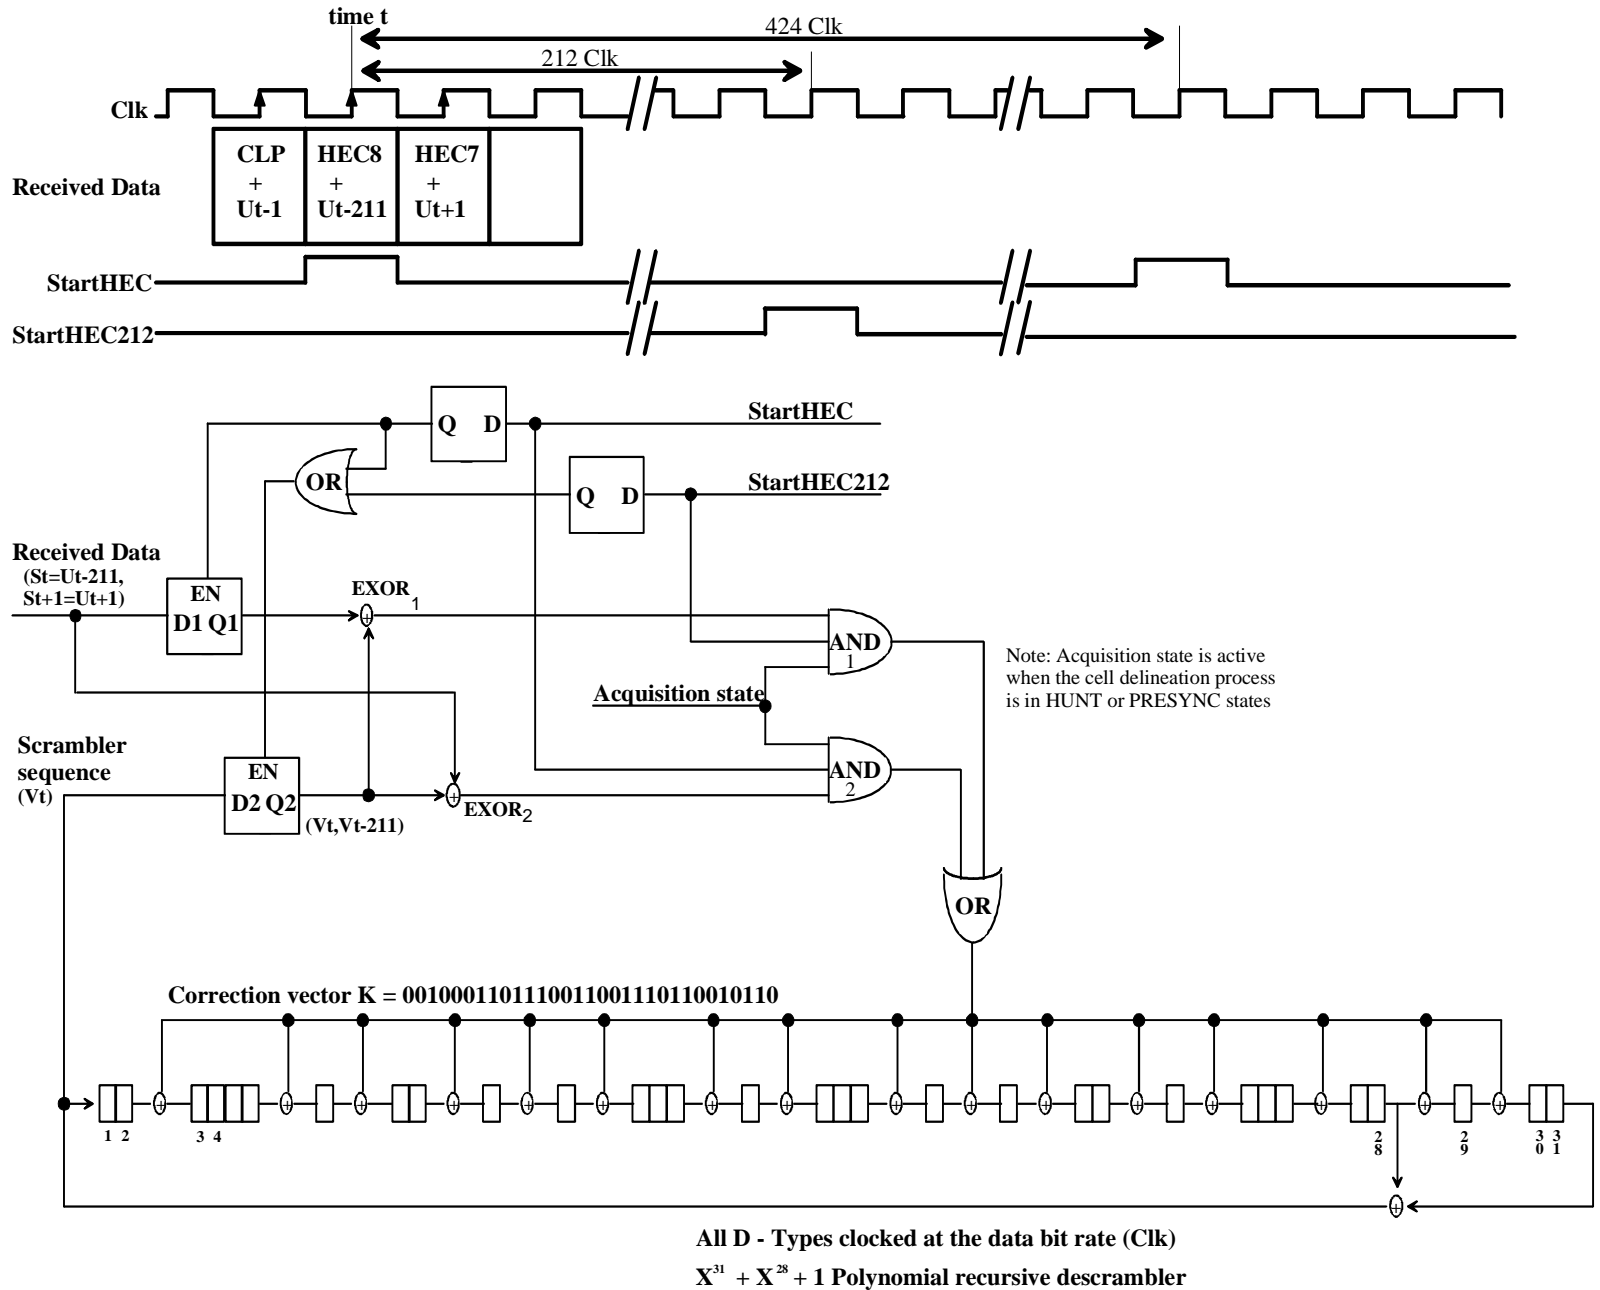 time t
424 Clk
212 Clk
Clk
Received Data
CLP HEC8 HEC7
+ + +
Ut-1 Ut-211 Ut+1
StartHEC
StartHEC212
Q D
StartHEC
OR
Q D
StartHEC212
Received Data
(St=Ut-211,
St+1=Ut+1)
EN
D1 Q1
EXOR 1
+
AND
1
Note: Acquisition state is active
when the cell delineation process
is in HUNT or PRESYNC states
Acquisition state
Scrambler
sequence
(Vt)
EN
D2 Q2
(Vt,Vt-211)
+
EXOR2
AND
2
OR
Correction vector K = 0010001101110011001110110010110
+ + + + + + + + + + + + + + + +
1 2 3 4 28 29 30 31
+
All D - Types clocked at the data bit rate (Clk)
X31 + X28 + 1 Polynomial recursive descrambler